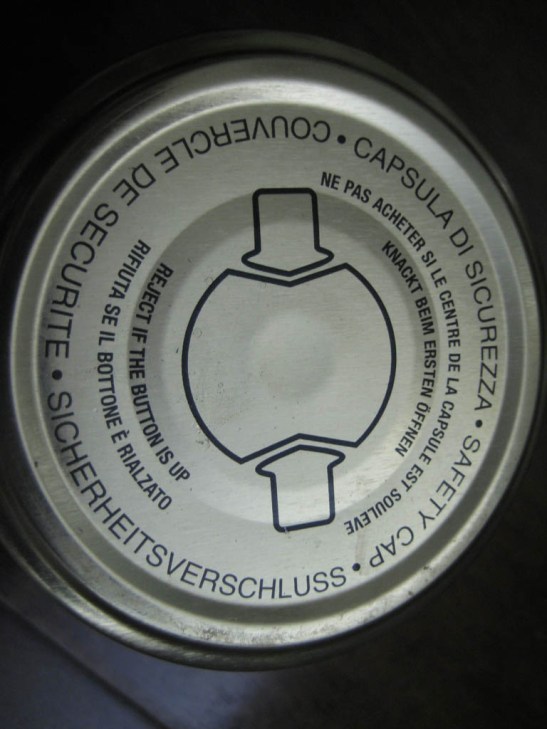 CAPSULA DI SICUREZZA • SAFETY CAP • SICHERHEITSVERSCHLUSS • COUVERCLE DE SECURITE •
NE PAS ACHETER SI LE CENTRE DE LA CAPSULE EST SOULEVE
KNACKT BEIM ERSTEN ÖFFNEN
REJECT IF THE BUTTON IS UP
RIFIUTA SE IL BOTTONE È RIALZATO